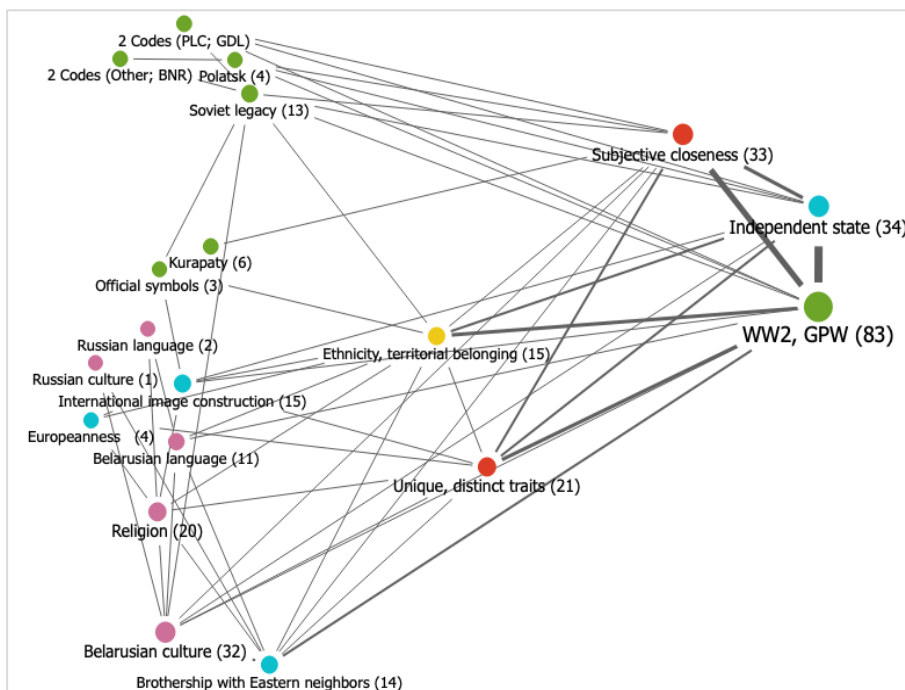 2 Codes (PLC; GDL)
2 Codes (Other; BNR)
Polatsk (4)
Soviet legacy (13)
Subjective closeness (33)
Independent state (34)
Kurapaty (6)
Official symbols (3)
WW2, GPW (83)
Russian language (2)
Ethnicity, territorial belonging (15)
Russian culture (1)
International image construction (15)
Europeanness (4)
Belarusian language (11)
Unique, distinct traits (21)
Religion (20)
Belarusian culture (32)
Brothership with Eastern neighbors (14)